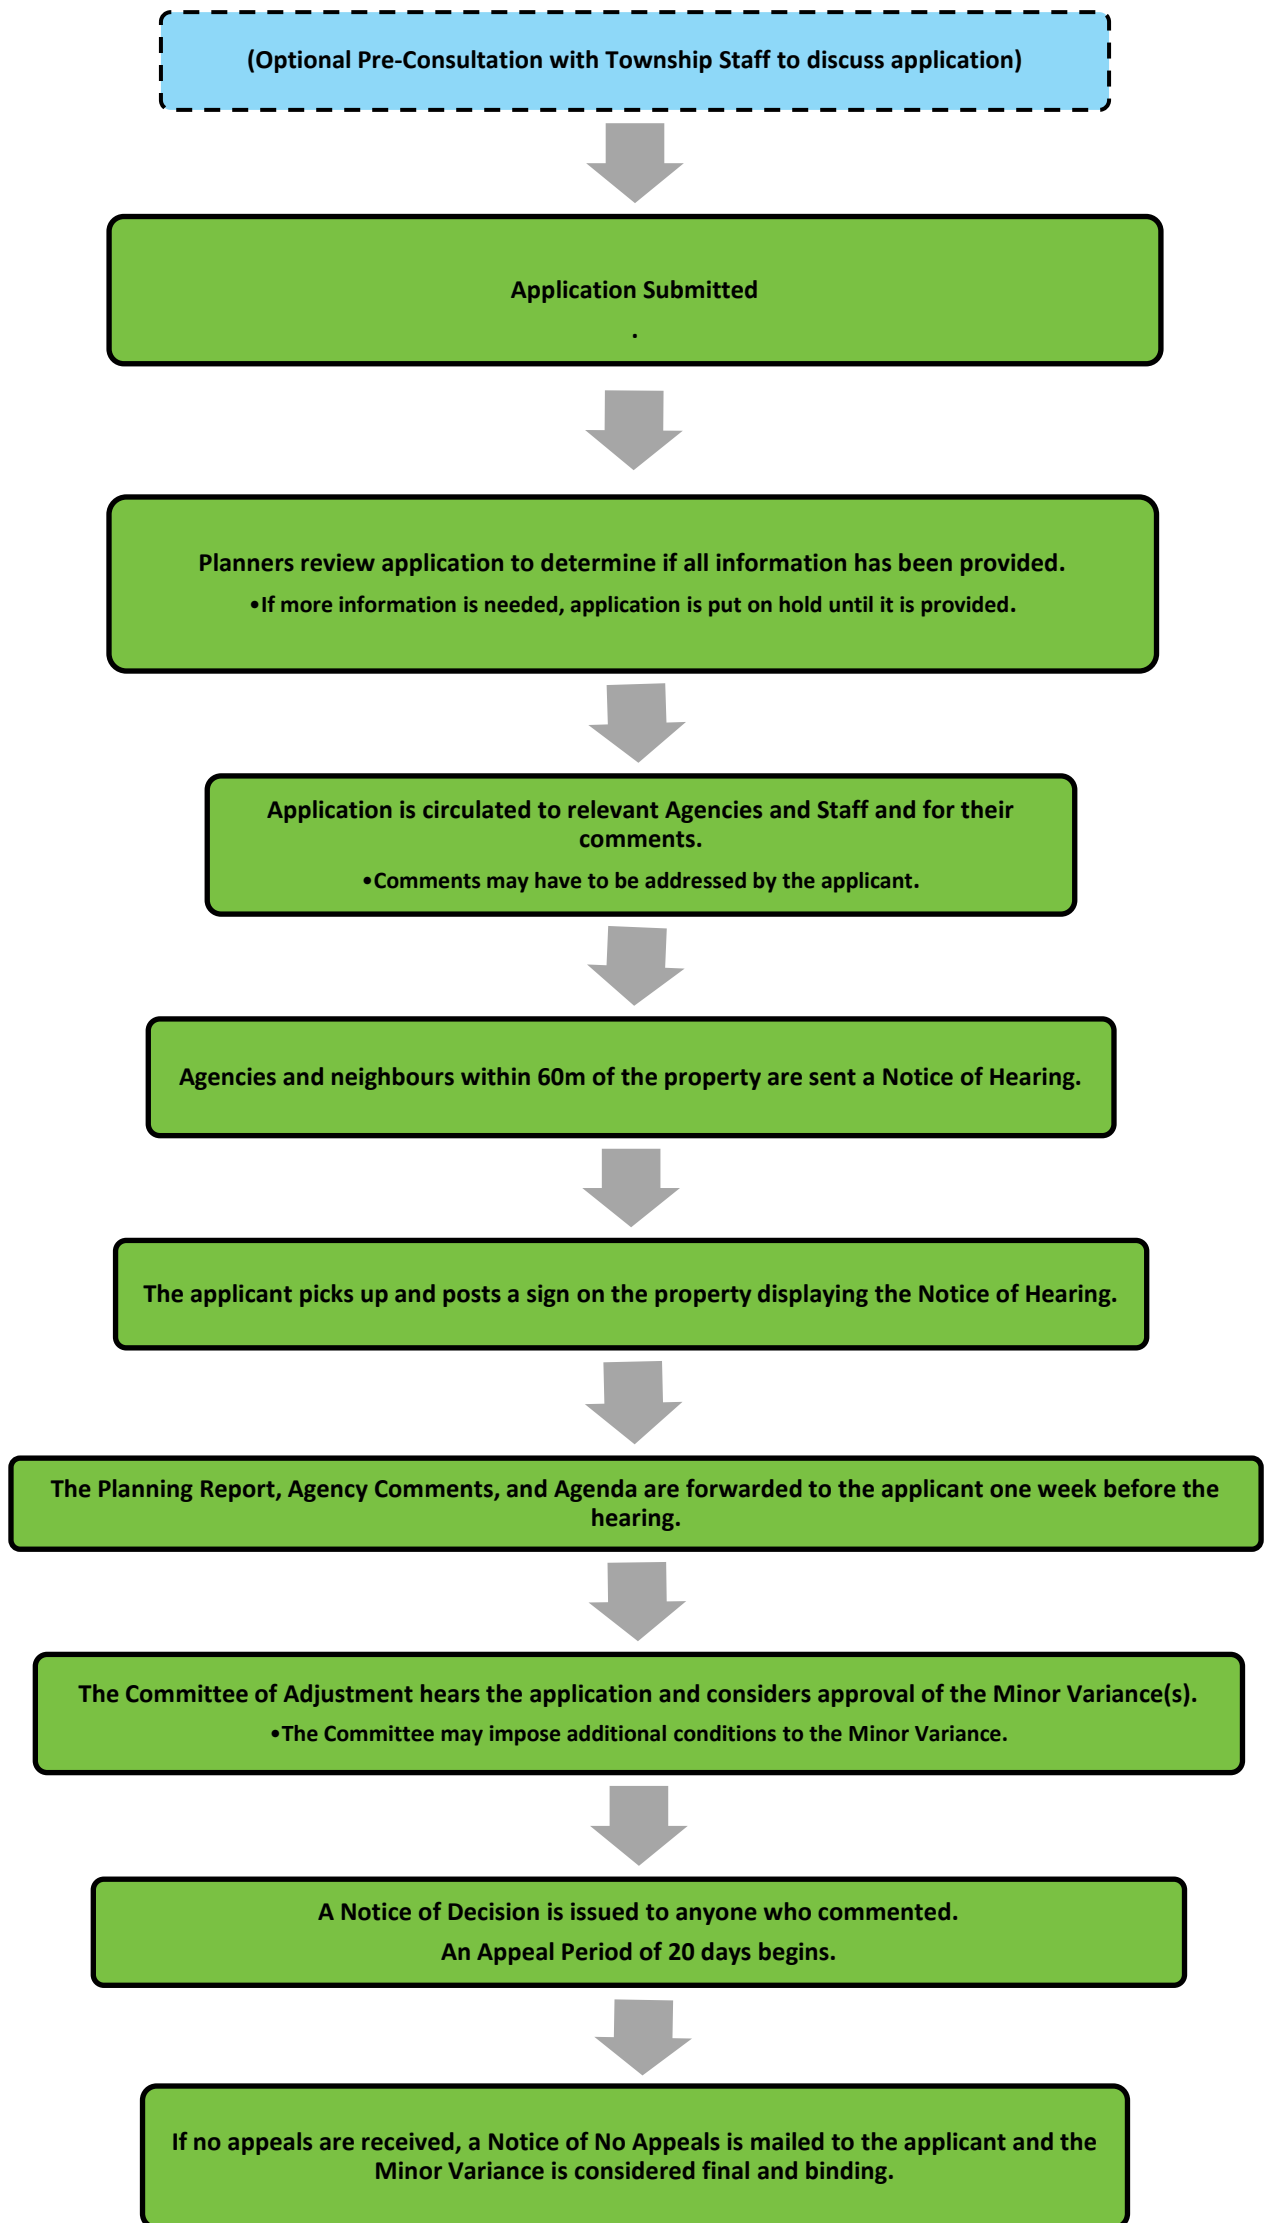 (Optional Pre-Consultation with Township Staff to discuss application)
Application Submitted
.
Planners review application to determine if all information has been provided.
•If more information is needed, application is put on hold until it is provided.
Application is circulated to relevant Agencies and Staff and for their
comments.
•Comments may have to be addressed by the applicant.
Agencies and neighbours within 60m of the property are sent a Notice of Hearing.
The applicant picks up and posts a sign on the property displaying the Notice of Hearing.
The Planning Report, Agency Comments, and Agenda are forwarded to the applicant one week before the
hearing.
The Committee of Adjustment hears the application and considers approval of the Minor Variance(s).
•The Committee may impose additional conditions to the Minor Variance.
A Notice of Decision is issued to anyone who commented.
An Appeal Period of 20 days begins.
If no appeals are received, a Notice of No Appeals is mailed to the applicant and the
Minor Variance is considered final and binding.